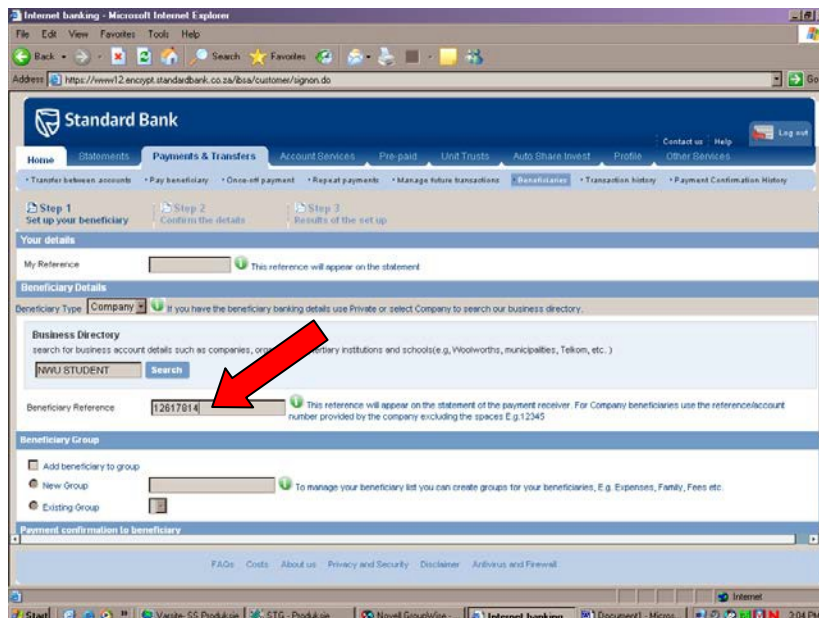 Internet banking - Microsoft Internet Explorer
File Edit View Favorites Tools Help
Back Search Favorites
Address https://www12.encrypt.standardbank.co.za/ibsa/customer/signon.do Go
Standard Bank
Contact us Help Log out
Home Statements Payments & Transfers Account Services Pre-paid Unit Trusts Auto Share Invest Profile Other Services
Transfer between accounts Pay beneficiary Once-off payment Repeat payments Manage future transactions Beneficiaries Transaction history Payment Confirmation History
Step 1 Step 2 Step 3
Set up your beneficiary Confirm the details Results of the set up
Your details
My Reference This reference will appear on the statement
Beneficiary Details
Beneficiary Type Company If you have the beneficiary banking details use Private or select Company to search our business directory.
Business Directory
search for business account details such as companies, tertiary institutions and schools(e.g, Woolworths, municipalities, Telkom, etc. )
NWU STUDENT Search
Beneficiary Reference 12617814 This reference will appear on the statement of the payment receiver. For Company beneficiaries use the reference/account
number provided by the company excluding the spaces E.g.12345
Beneficiary Group
Add beneficiary to group
New Group To manage your beneficiary list you can create groups for your beneficiaries, E.g. Expenses, Family, Fees etc.
Existing Group
Payment confirmation to beneficiary
FAQs Costs About us Privacy and Security Disclaimer Antivirus and Firewall
Internet
Start Varsite- SS Produksie STG - Produksie Novell GroupWise - Internet banking Document1 - Micros... 2:04 PM